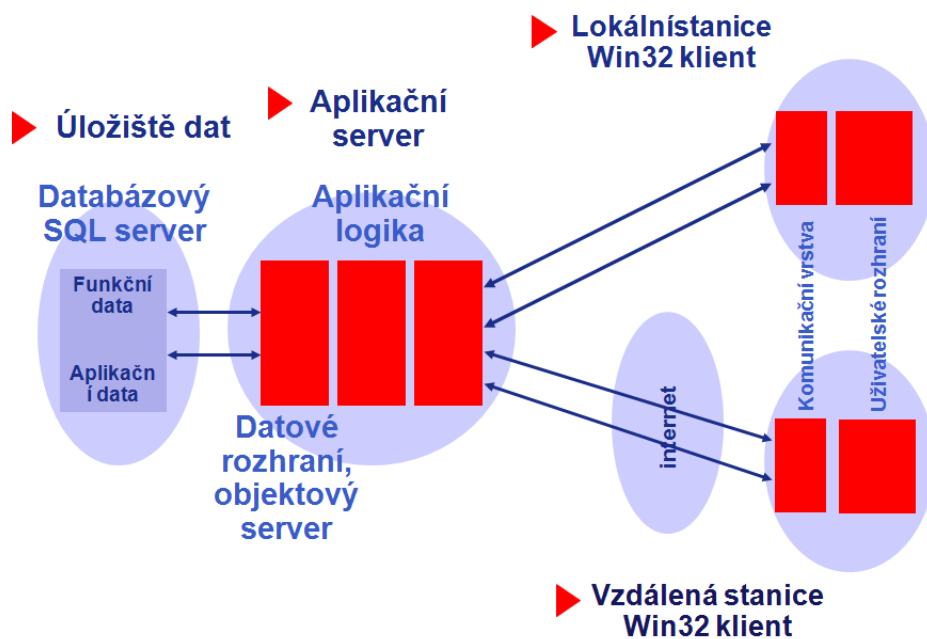 Lokálnístanice
Win32 klient
Aplikační
server
Úložiště dat
Databázový
SQL server
Aplikační
logika
Funkční
data
Aplikačn
í data
Datové
rozhraní,
objektový
server
internet
Komunikační vrstva
Uživatelské rozhraní
Vzdálená stanice
Win32 klient